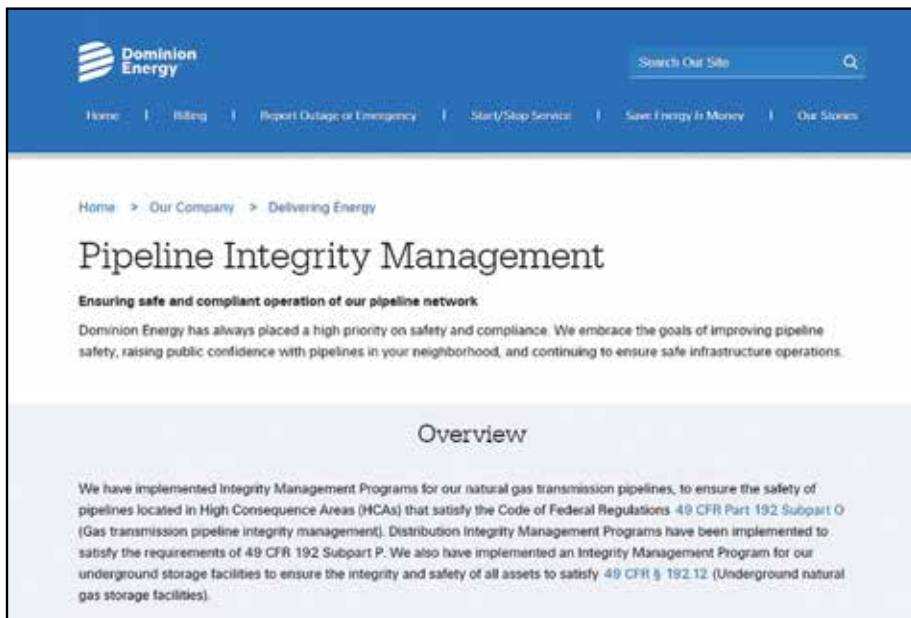 Dominion
Energy
Search Our Site
Home | Billing | Report Outage or Emergency | Start/Stop Service | Save Energy & Money | Our Stories
Home > Our Company > Delivering Energy
Pipeline Integrity Management
Ensuring safe and compliant operation of our pipeline network
Dominion Energy has always placed a high priority on safety and compliance. We embrace the goals of improving pipeline
safety, raising public confidence with pipelines in your neighborhood, and continuing to ensure safe infrastructure operations.
Overview
We have implemented Integrity Management Programs for our natural gas transmission pipelines, to ensure the safety of
pipelines located in High Consequence Areas (HCAs) that satisfy the Code of Federal Regulations 49 CFR Part 192 Subpart O
(Gas transmission pipeline integrity management). Distribution Integrity Management Programs have been implemented to
satisfy the requirements of 49 CFR 192 Subpart P. We also have implemented an Integrity Management Program for our
underground storage facilities to ensure the integrity and safety of all assets to satisfy 49 CFR § 192.12 (Underground natural
gas storage facilities).